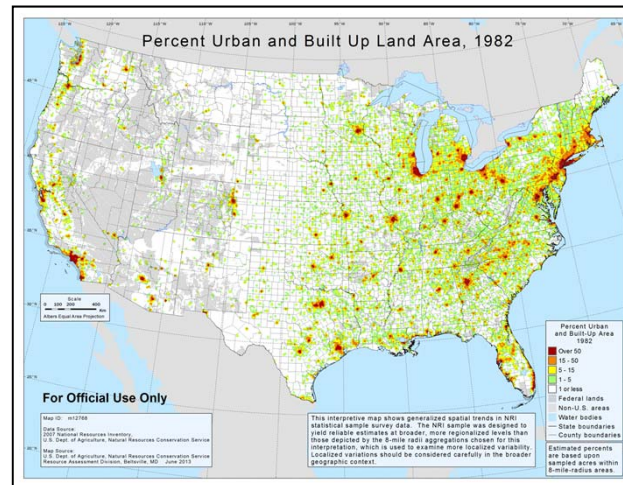 Percent Urban and Built Up Land Area, 1982
Scale
0 100 200 400
Km
Albers Equal Area Projection
For Official Use Only
Map ID: m12788
Data Source:
2007 National Resources Inventory,
U.S. Dept. of Agriculture, Natural Resources Conservation Service
Map Source:
U.S. Dept. of Agriculture, Natural Resources Conservation Service
Resource Assessment Division, Beltsville, MD June 2013
This interpretive map shows generalized spatial trends in NRI
statistical sample survey data. The NRI sample was designed to
yield reliable estimates at broader, more regionalized levels than
those depicted by the 8-mile radii aggregations chosen for this
interpretation, which is used to examine more localized variability.
Localized variations should be considered carefully in the broader
geographic context.
Percent Urban
and Built-Up Area
1982
Over 50
15 - 50
5 - 15
1 - 5
1 or less
Federal lands
Non-U.S. areas
Water bodies
State boundaries
County boundaries
Estimated percents
are based upon
sampled acres within
8-mile-radius areas.